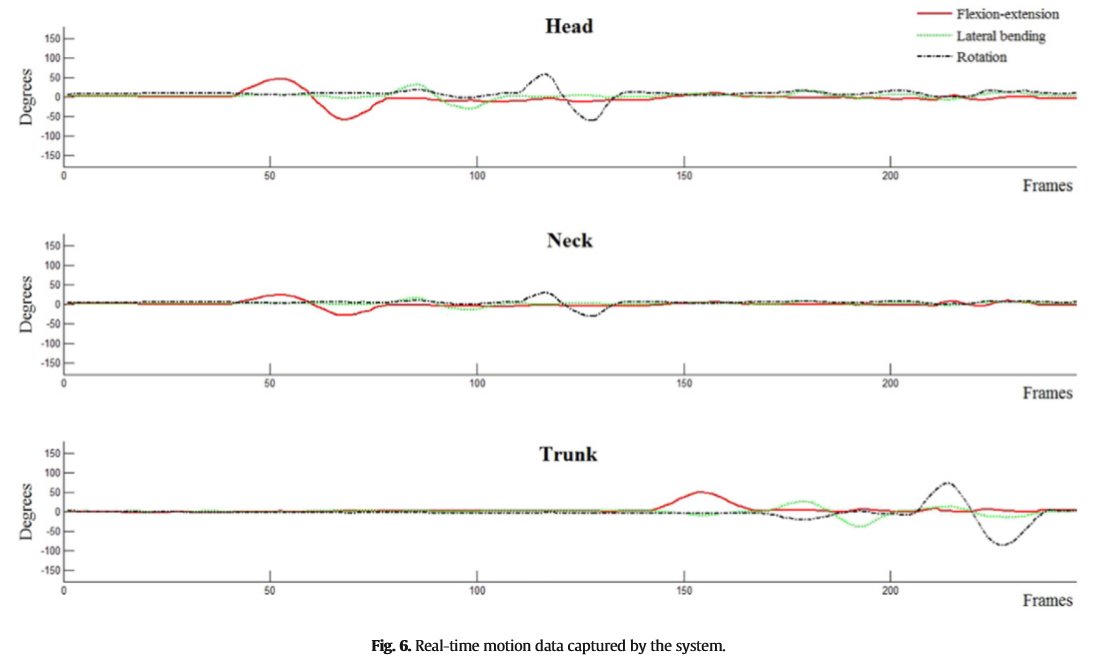 Head
Flexion-extension
Lateral bending
Rotation
Degrees
150
100
50
0
-50
-100
-150
0 50 100 150 200
Frames
Neck
Degrees
150
100
50
0
-50
-100
-150
0 50 100 150 200
Frames
Trunk
Degrees
150
100
50
0
-50
-100
-150
0 50 100 150 200
Frames
Fig. 6. Real-time motion data captured by the system.